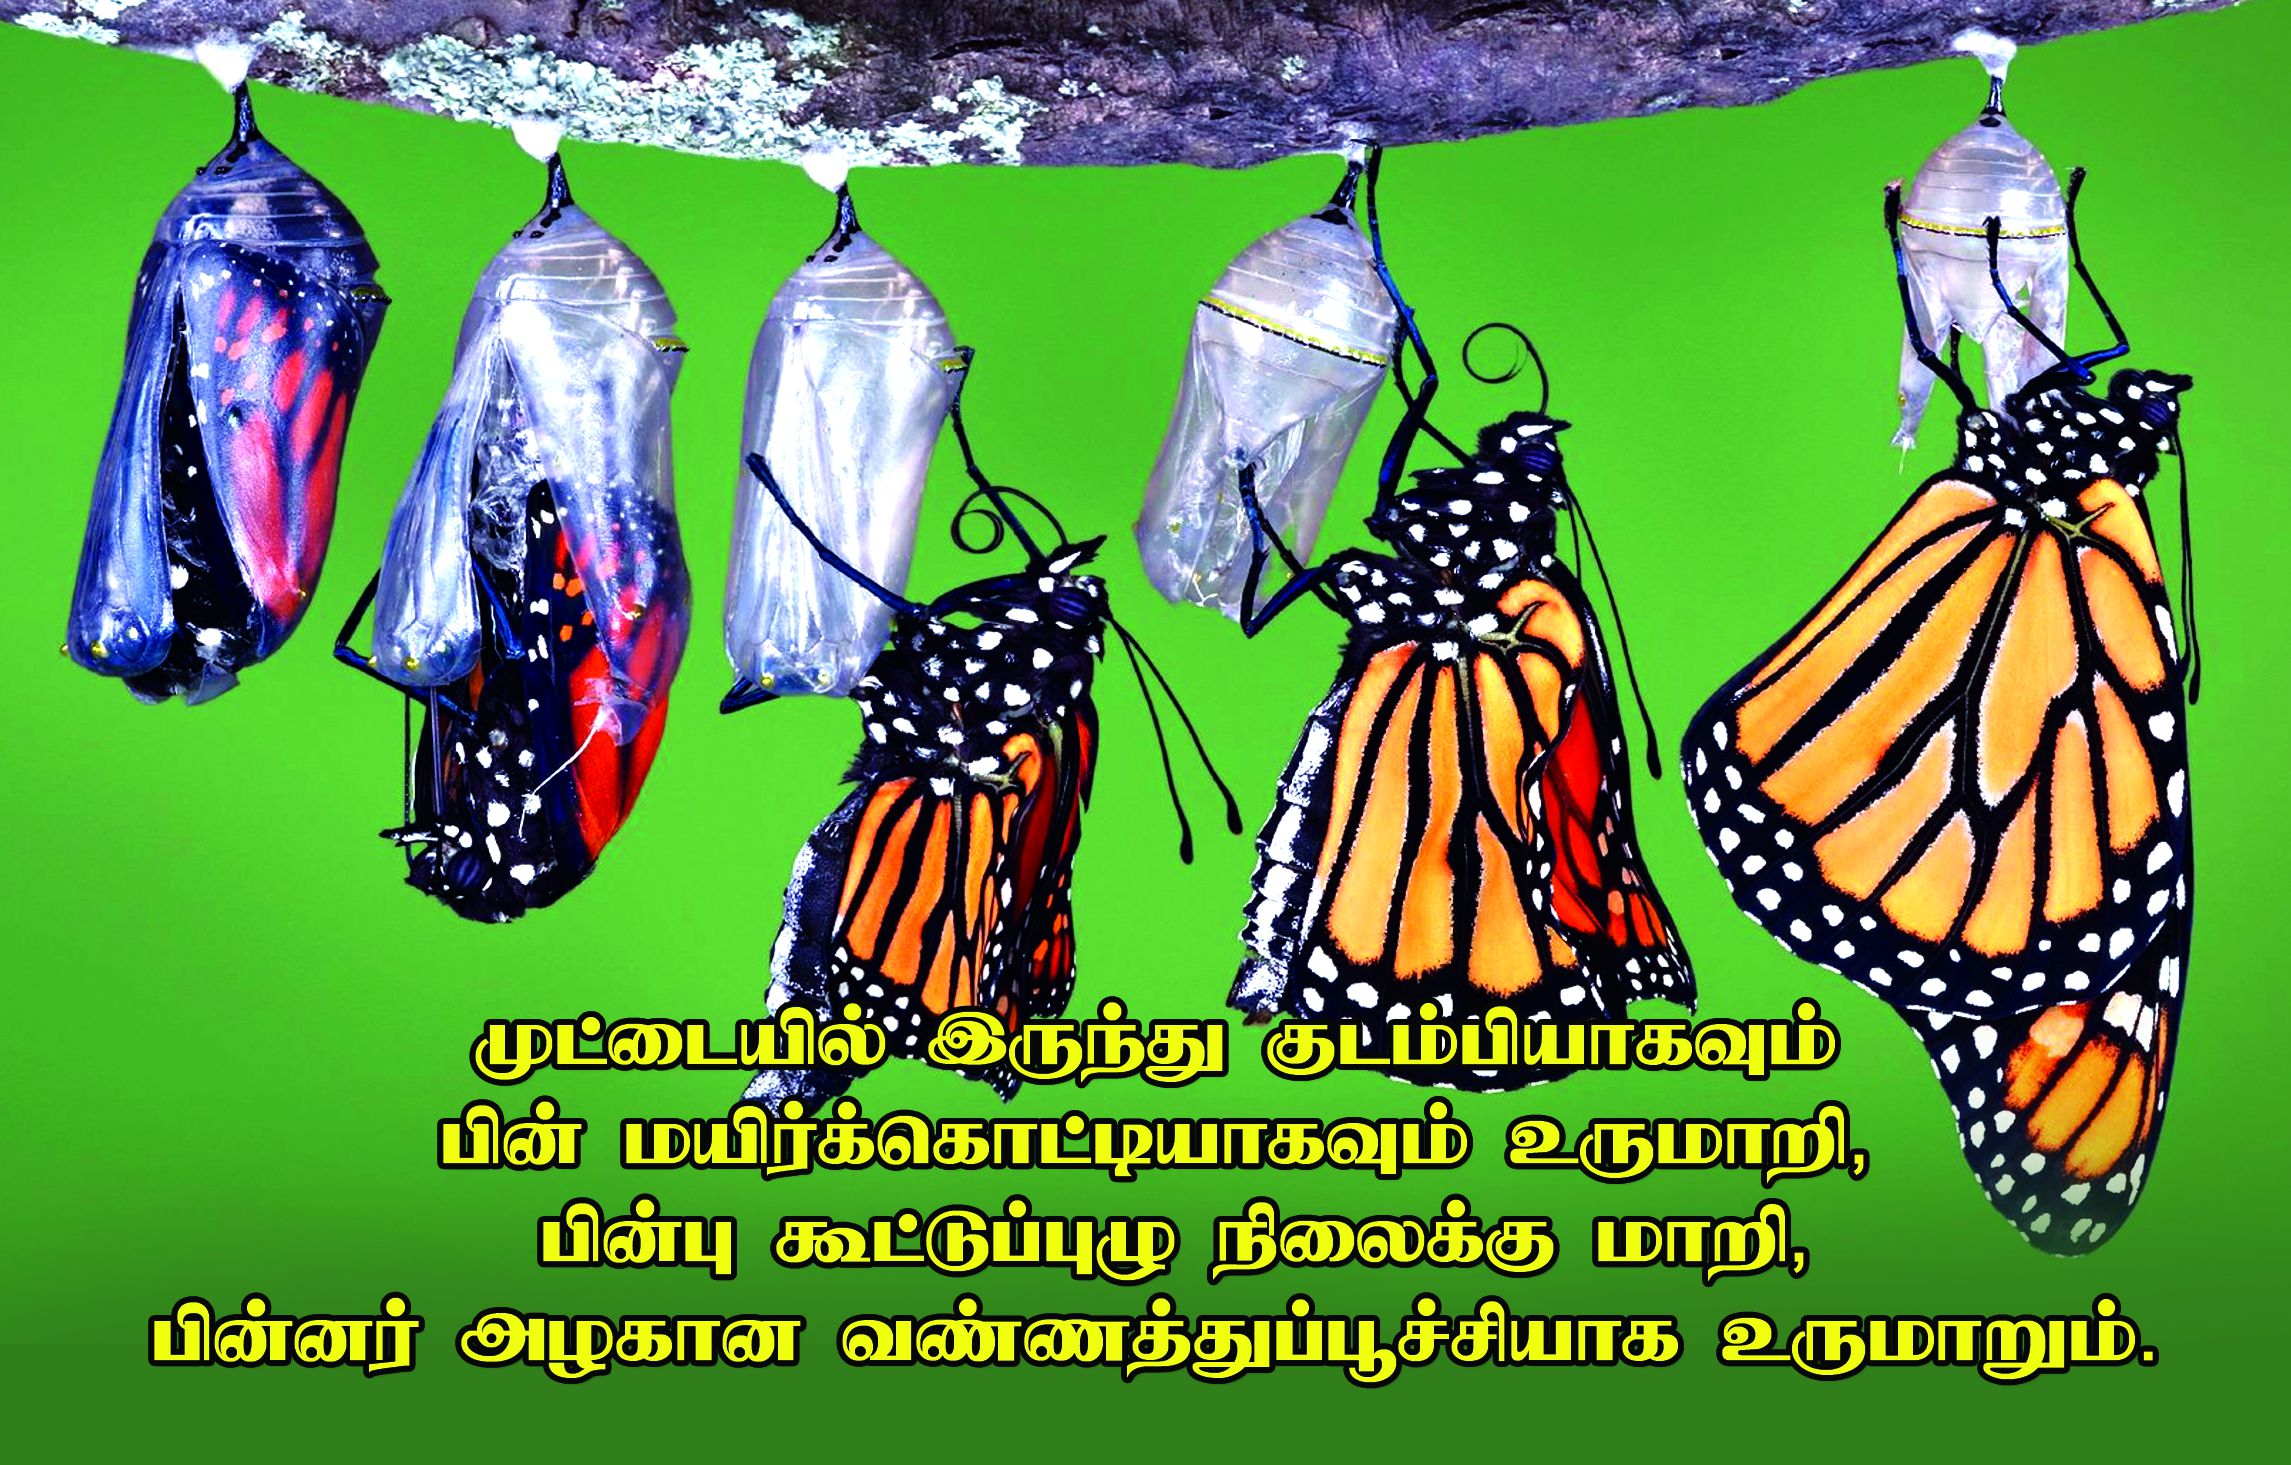 முட்டையில் இருந்து குடம்பியாகவும்
பின் மயிர்க்கொட்டியாகவும் உருமாறி,
பின்பு கூட்டுப்புழு நிலைக்கு மாறி,
பின்னர் அழகான வண்ணத்துப்பூச்சியாக உருமாறும்.